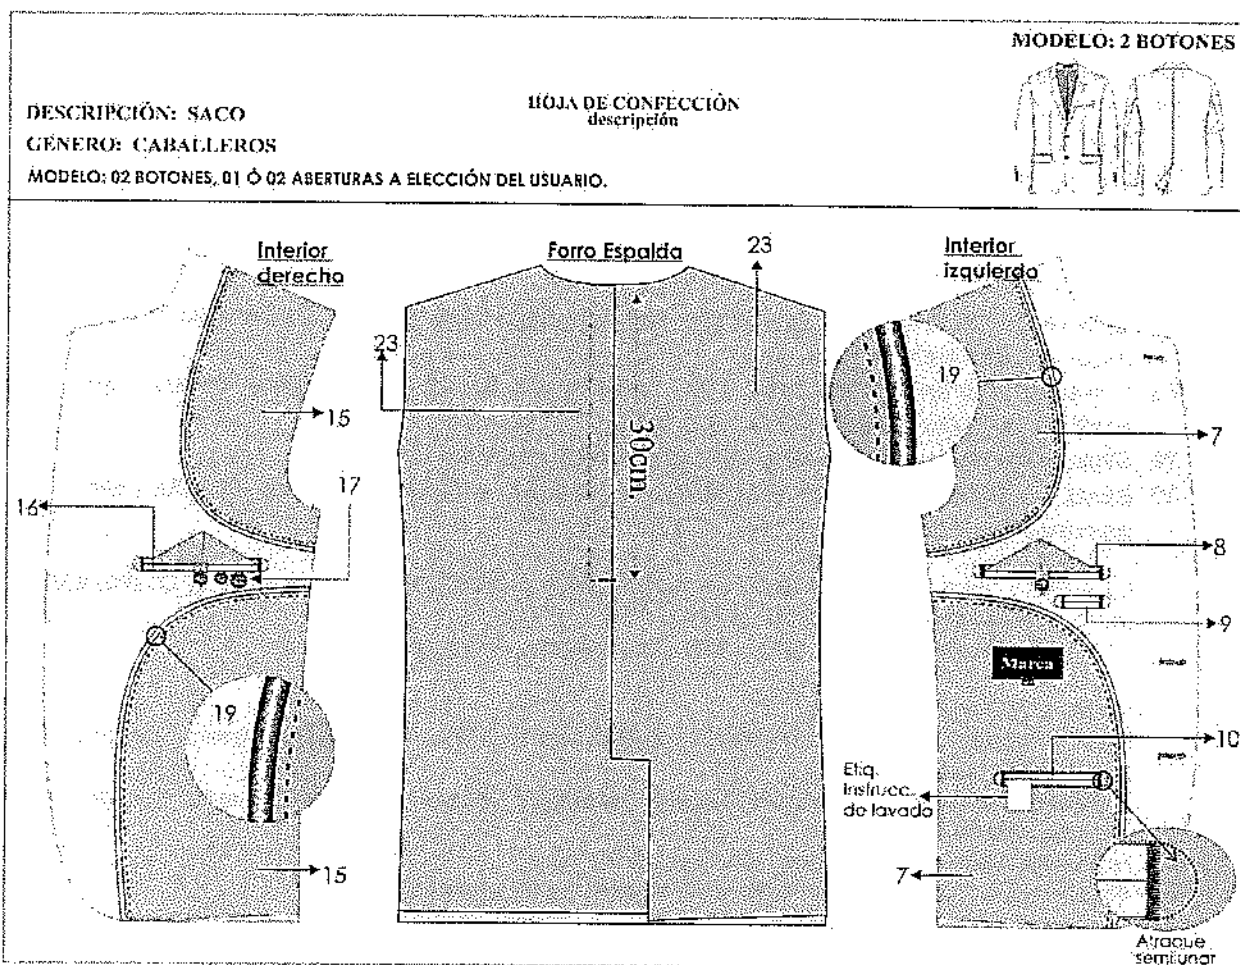 MODELO: 2 BOTONES
HOJA DE CONFECCIÓN
descripción
DESCRIPCIÓN: SACO
GÉNERO: CABALLEROS
MODELO: 02 BOTONES, 01 Ó 02 ABERTURAS A ELECCIÓN DEL USUARIO.
Interior
derecho
Forro Espalda
23
Interior
izquierdo
23
19
15
7
30cm.
17
16
8
9
Marca
19
10
Etiq.
Instrucc.
de lavado
15
7
Atraque
semilunar